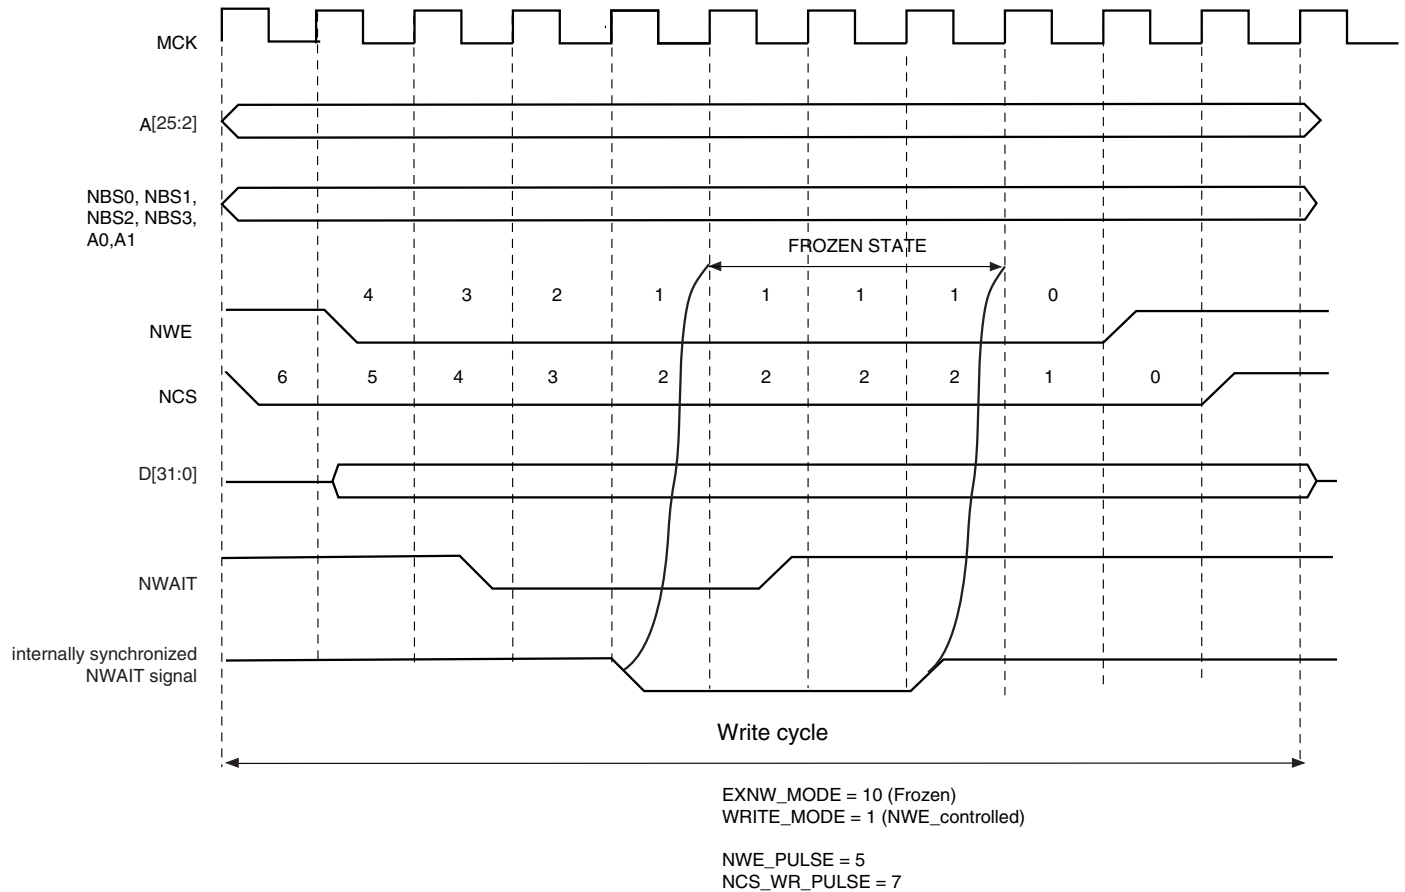 MCK
A[25:2]
NBS0, NBS1,
NBS2, NBS3,
A0,A1
FROZEN STATE
4 3 2 1 1 1 1 0
NWE
6 5 4 3 2 2 2 2 1 0
NCS
D[31:0]
NWAIT
internally synchronized
NWAIT signal
Write cycle
EXNW_MODE = 10 (Frozen)
WRITE_MODE = 1 (NWE_controlled)
NWE_PULSE = 5
NCS_WR_PULSE = 7